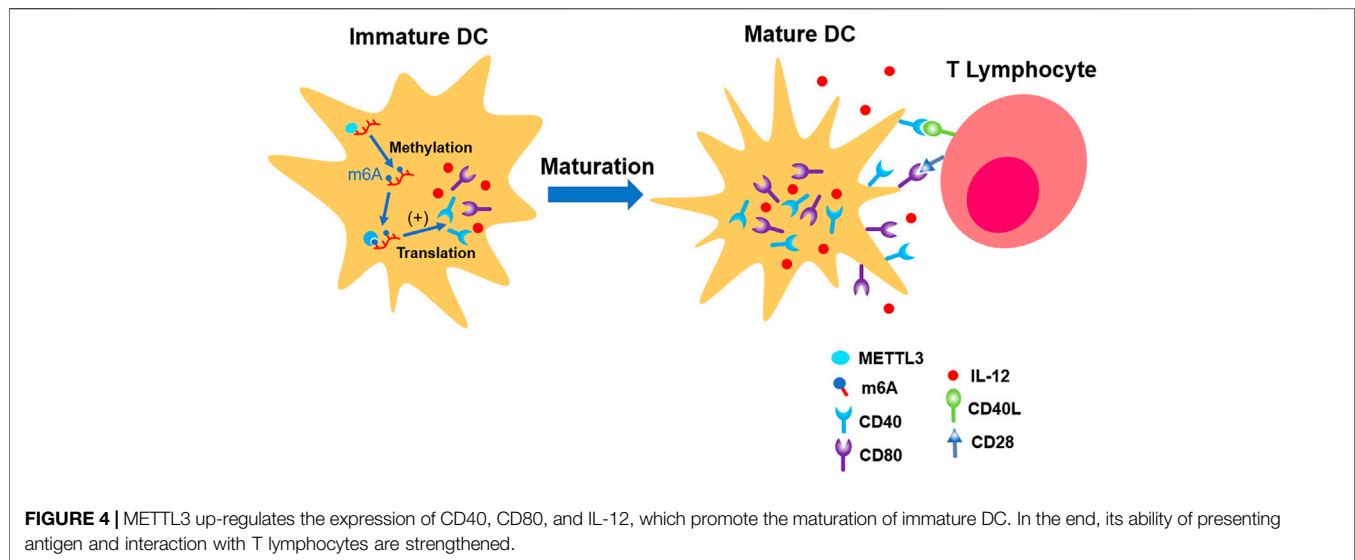 Immature DC
Mature DC
T Lymphocyte
Methylation
m6A
(+)
Translation
Maturation
METTL3
m6A
CD40
CD80
IL-12
CD40L
CD28
FIGURE 4 | METTL3 up-regulates the expression of CD40, CD80, and IL-12, which promote the maturation of immature DC. In the end, its ability of presenting
antigen and interaction with T lymphocytes are strengthened.